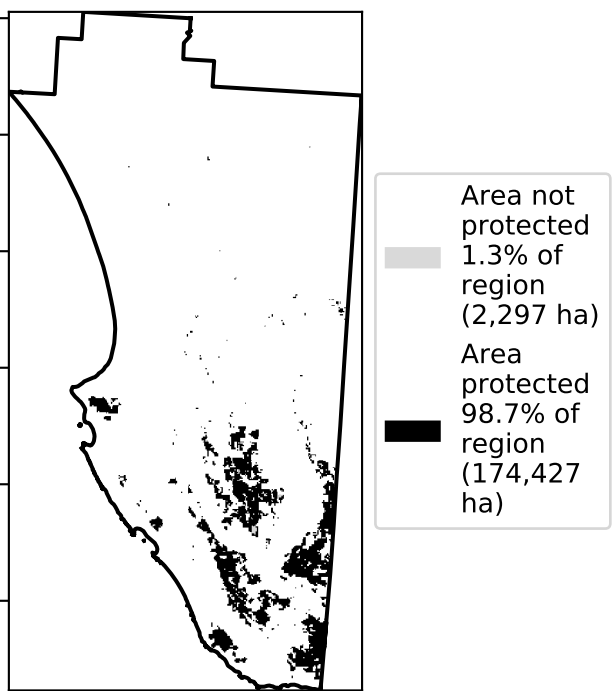 Area not
protected
1.3% of
region
(2,297 ha)
Area
protected
98.7% of
region
(174,427
ha)